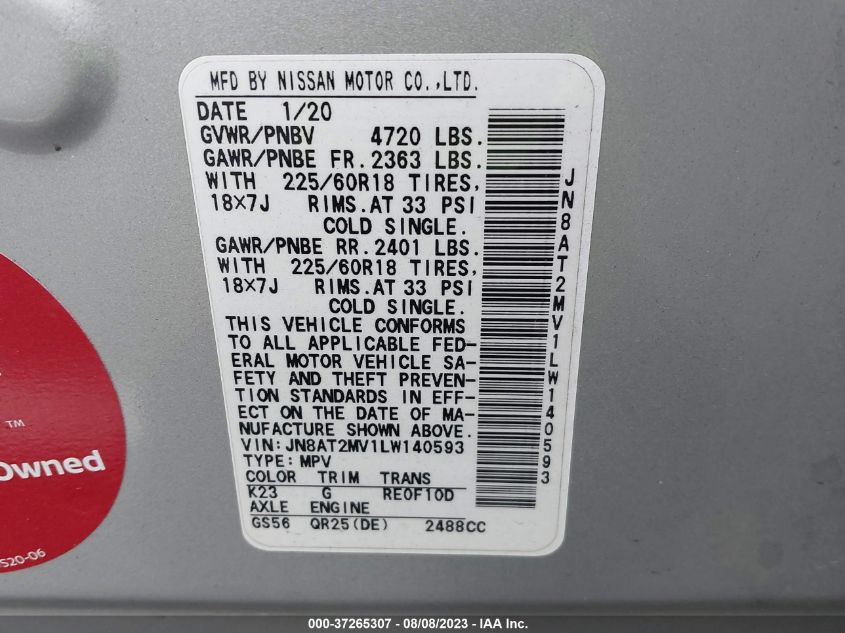 MFD BY NISSAN MOTOR CO.,LTD.
DATE 1/20
GVWR/PNBV 4720 LBS.
GAWR/PNBE FR.2363 LBS.
WITH 225/60R18 TIRES,
18×7J RIMS.AT 33 PSI
COLD SINGLE.
GAWR/PNBE RR.2401 LBS.
WITH 225/60R18 TIRES,
18×7J RIMS.AT 33 PSI
COLD SINGLE.
THIS VEHICLE CONFORMS
TO ALL APPLICABLE FED-
ERAL MOTOR VEHICLE SA-
FETY AND THEFT PREVEN-
TION STANDARDS IN EFF-
ECT ON THE DATE OF MA-
NUFACTURE SHOWN ABOVE.
VIN:JN8AT2MV1LW140593
TYPE:MPV
COLOR TRIM TRANS
K23 G RE0F10D
AXLE ENGINE
GS56 QR25(DE) 2488CC
JN8AT2MV1LW140593
TM
Owned
520-06
000-37265307 - 08/08/2023 - IAA Inc.